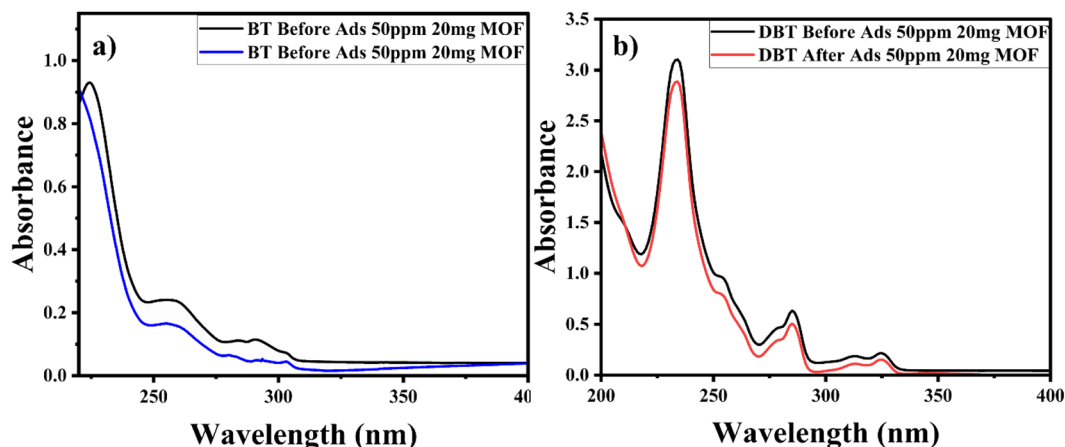 a)
BT Before Ads 50ppm 20mg MOF
BT Before Ads 50ppm 20mg MOF
1.0
0.8
0.6
0.4
0.2
0.0
Absorbance
250
300
350
40
Wavelength (nm)
b)
DBT Before Ads 50ppm 20mg MOF
DBT After Ads 50ppm 20mg MOF
3.5
3.0
2.5
2.0
1.5
1.0
0.5
0.0
Absorbance
200
250
300
350
400
Wavelength (nm)